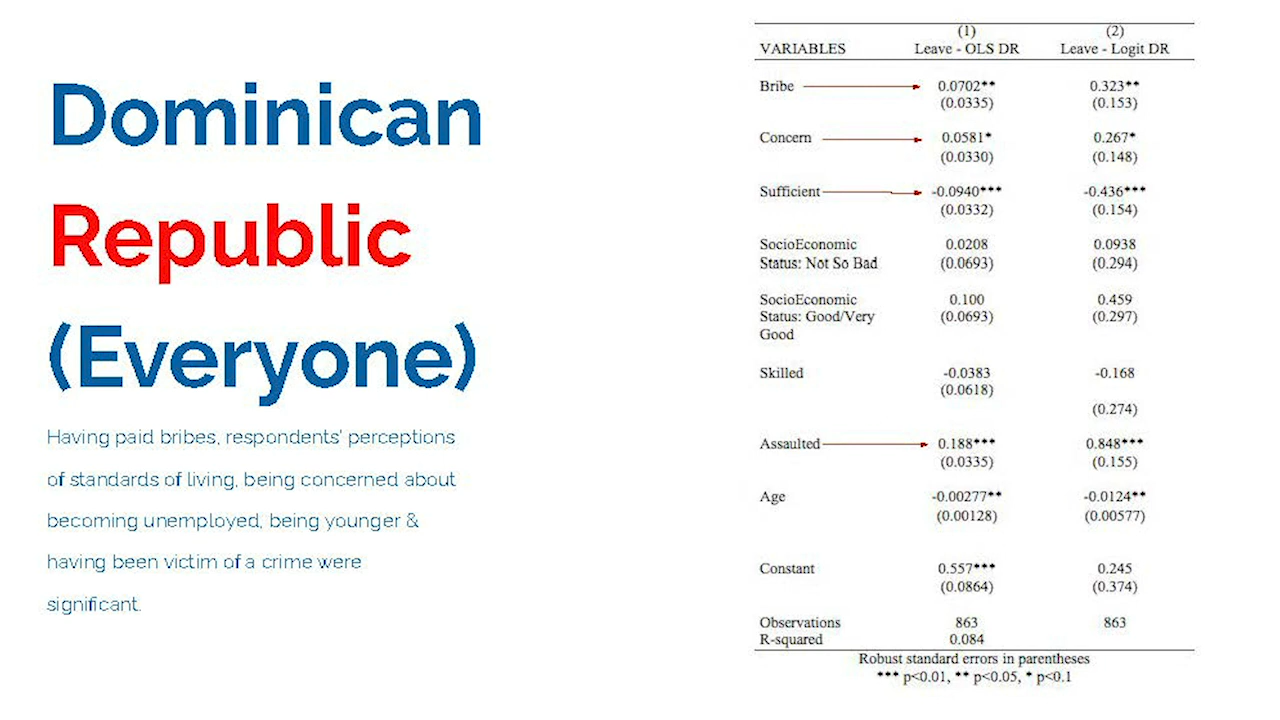 Dominican
Republic
(Everyone)
Having paid bribes, respondents' perceptions
of standards of living, being concerned about
becoming unemployed, being younger &
having been victim of a crime were
significant.
(1) (2)
VARIABLES Leave - OLS DR Leave - Logit DR
Bribe 0.0702** 0.323**
(0.0335) (0.153)
Concern 0.0581* 0.267*
(0.0330) (0.148)
Sufficient -0.0940*** -0.436***
(0.0332) (0.154)
SocioEconomic 0.0208 0.0938
Status: Not So Bad (0.0693) (0.294)
SocioEconomic 0.100 0.459
Status: Good/Very (0.0693) (0.297)
Good
Skilled -0.0383 -0.168
(0.0618)
(0.274)
Assaulted 0.188*** 0.848***
(0.0335) (0.155)
Age -0.00277** -0.0124**
(0.00128) (0.00577)
Constant 0.557*** 0.245
(0.0864) (0.374)
Observations 863 863
R-squared 0.084
Robust standard errors in parentheses
*** p<0.01, ** p<0.05, * p<0.1